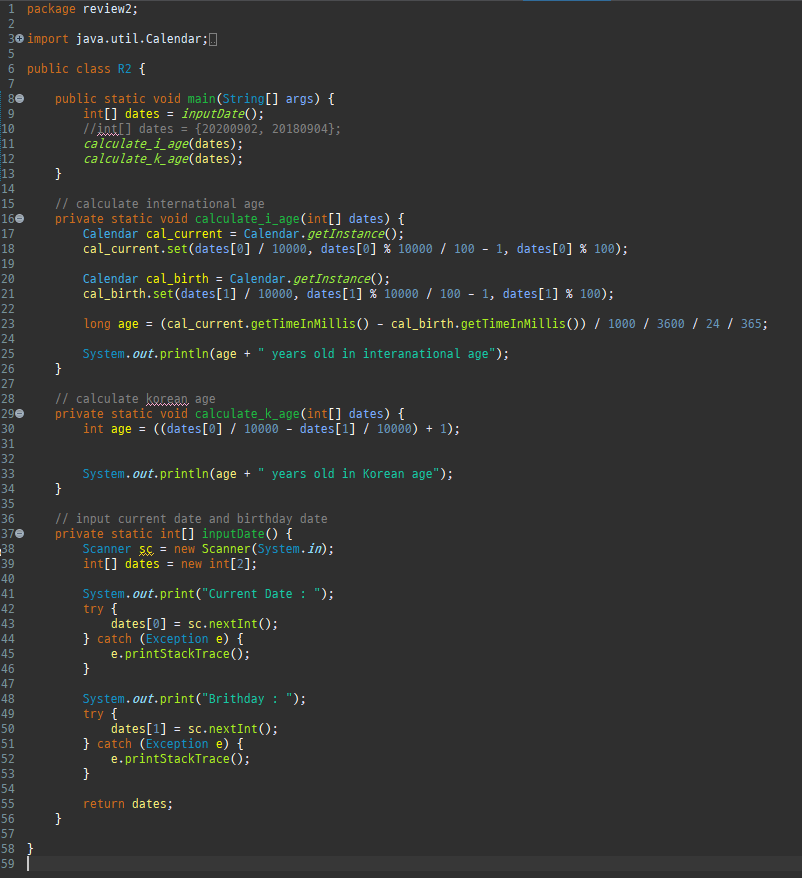 1 package review2;
2
3 import java.util.Calendar;
5
6 public class R2 {
7
8 public static void main(String[] args) {
9 int[] dates = inputDate();
10 //int[] dates = {20200902, 20180904};
11 calculate_i_age(dates);
12 calculate_k_age(dates);
13 }
14
15 // calculate international age
16 private static void calculate_i_age(int[] dates) {
17 Calendar cal_current = Calendar.getInstance();
18 cal_current.set(dates[0] / 10000, dates[0] % 10000 / 100 - 1, dates[0] % 100);
19
20 Calendar cal_birth = Calendar.getInstance();
21 cal_birth.set(dates[1] / 10000, dates[1] % 10000 / 100 - 1, dates[1] % 100);
22
23 long age = (cal_current.getTimeInMillis() - cal_birth.getTimeInMillis()) / 1000 / 3600 / 24 / 365;
24
25 System.out.println(age + " years old in interanational age");
26 }
27
28 // calculate korean age
29 private static void calculate_k_age(int[] dates) {
30 int age = ((dates[0] / 10000 - dates[1] / 10000) + 1);
31
32
33 System.out.println(age + " years old in Korean age");
34 }
35
36 // input current date and birthday date
37 private static int[] inputDate() {
38 Scanner sc = new Scanner(System.in);
39 int[] dates = new int[2];
40
41 System.out.print("Current Date : ");
42 try {
43 dates[0] = sc.nextInt();
44 } catch (Exception e) {
45 e.printStackTrace();
46 }
47
48 System.out.print("Brithday : ");
49 try {
50 dates[1] = sc.nextInt();
51 } catch (Exception e) {
52 e.printStackTrace();
53 }
54
55 return dates;
56 }
57
58 }
59